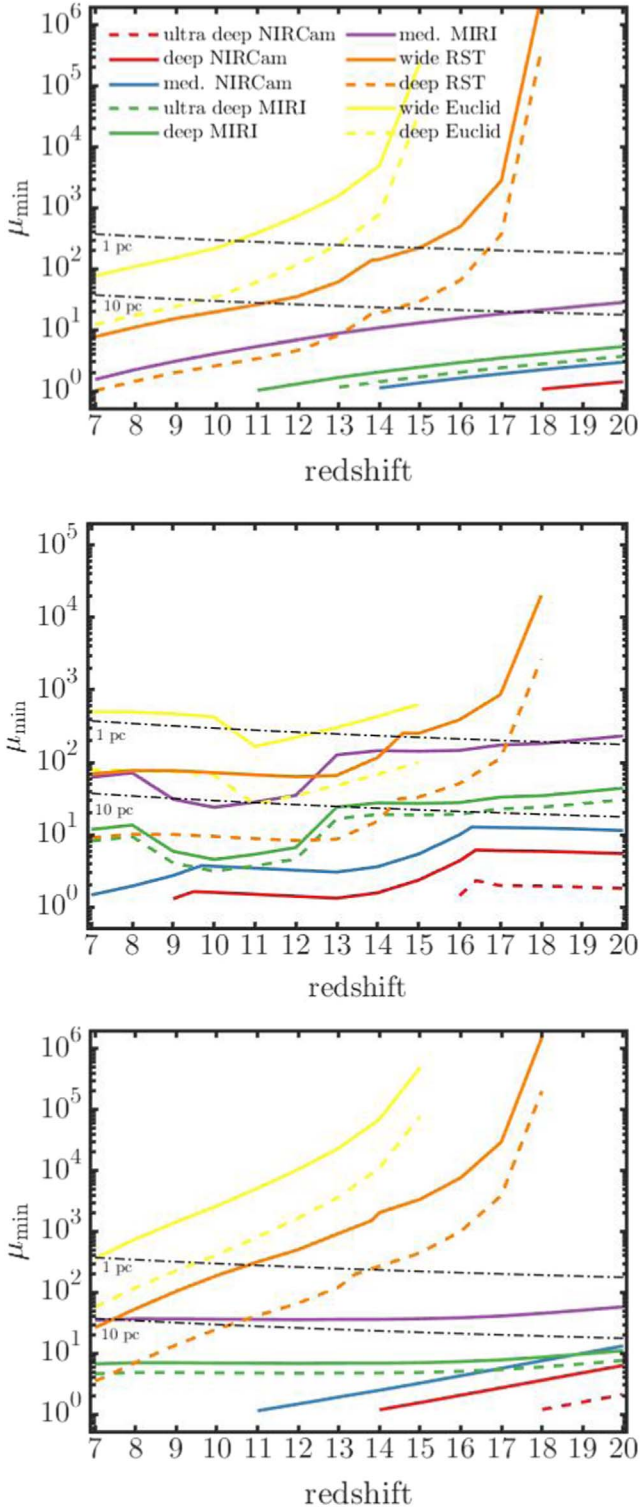 10^6
10^5
10^4
10^3
10^2
10^1
10^0
μ_min
ultra deep NIRCam
deep NIRCam
med. NIRCam
ultra deep MIRI
deep MIRI
med. MIRI
wide RST
deep RST
wide Euclid
deep Euclid
1 pc
10 pc
7 8 9 10 11 12 13 14 15 16 17 18 19 20
redshift
10^5
10^4
10^3
10^2
10^1
10^0
μ_min
1 pc
10 pc
7 8 9 10 11 12 13 14 15 16 17 18 19 20
redshift
10^6
10^5
10^4
10^3
10^2
10^1
10^0
μ_min
1 pc
10 pc
7 8 9 10 11 12 13 14 15 16 17 18 19 20
redshift